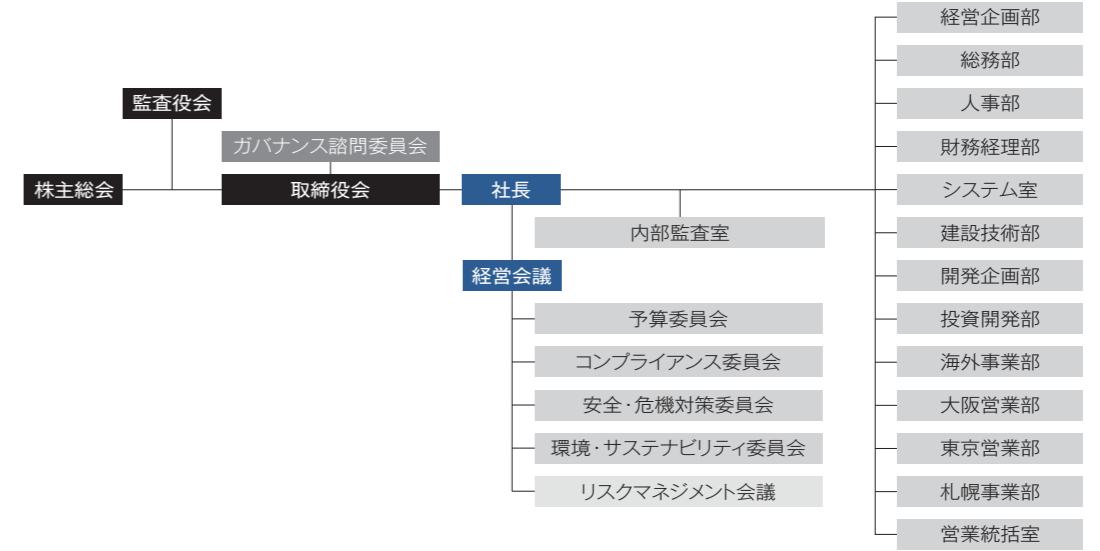 監査役会
ガバナンス諮問委員会
株主総会
取締役会
社長
内部監査室
経営会議
予算委員会
コンプライアンス委員会
安全・危機対策委員会
環境・サステナビリティ委員会
リスクマネジメント会議
経営企画部
総務部
人事部
財務経理部
システム室
建設技術部
開発企画部
投資開発部
海外事業部
大阪営業部
東京営業部
札幌事業部
営業統括室